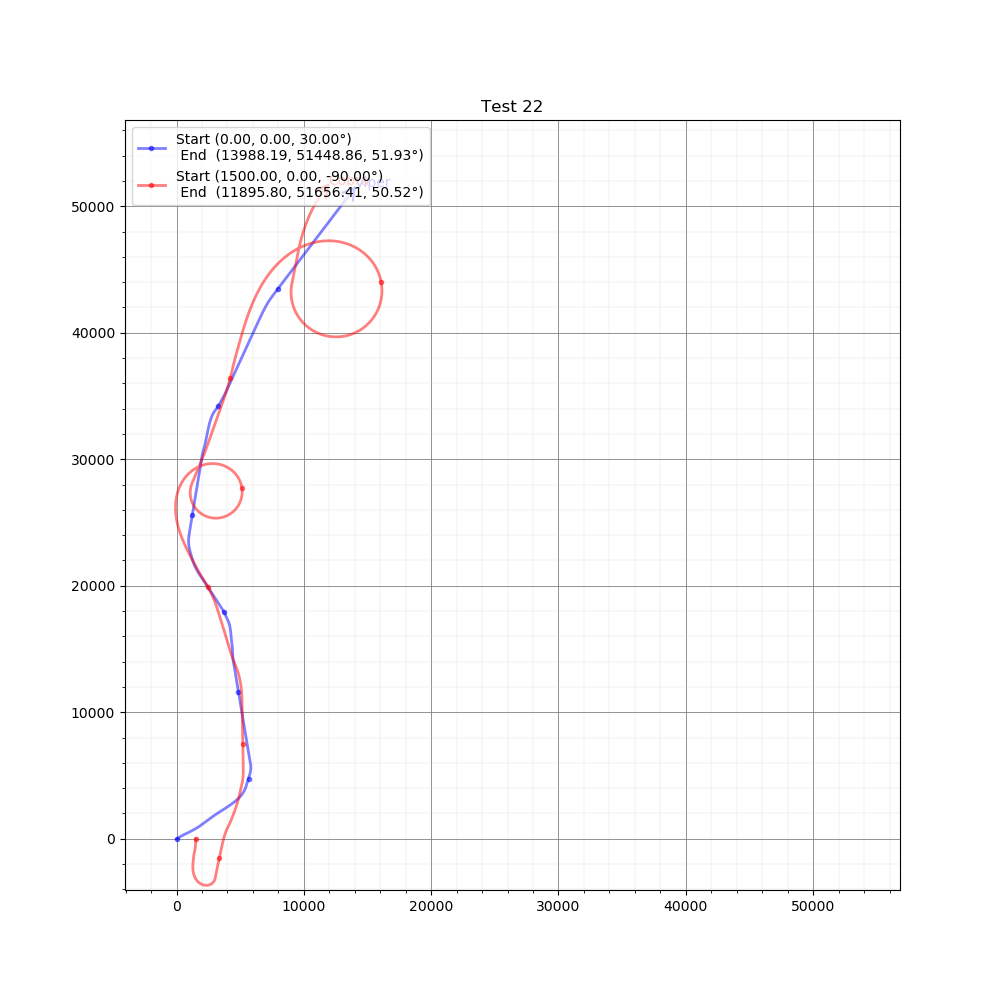 Test 22
Start (0.00, 0.00, 30.00°)
End (13988.19, 51448.86, 51.93°)
Start (1500.00, 0.00, -90.00°)
End (11895.80, 51656.41, 50.52°)
50000
40000
30000
20000
10000
0
0 10000 20000 30000 40000 50000